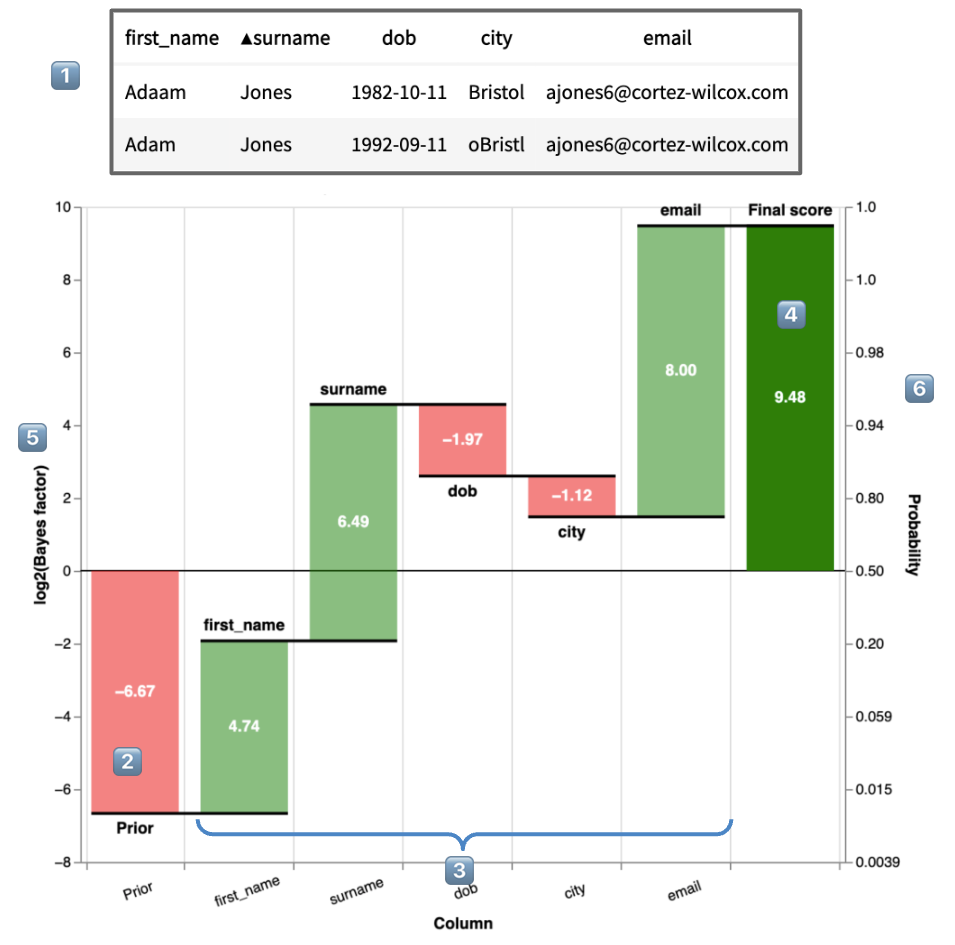 first_name ▲surname dob city email
1
Adaam Jones 1982-10-11 Bristol ajones6@cortez-wilcox.com
Adam Jones 1992-09-11 oBristl ajones6@cortez-wilcox.com
10 email Final score 1.0
8 1.0
4
6 0.98
surname 8.00 6
9.48
4 0.94
5 −1.97
dob
2 −1.12 0.80
6.49
city
log2(Bayes factor)
Probability
0 0.50
first_name
−2 0.20
−6.67
4.74
−4 0.059
2
−6 0.015
Prior
−8 0.0039
3
Prior first_name surname dob city email
Column